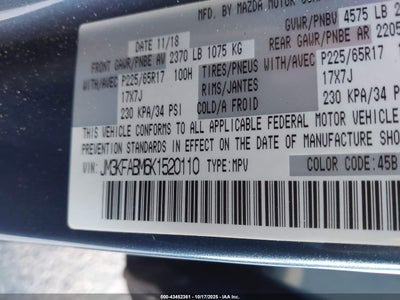 BY MAZDA MOTOR
DATE 11/18 GVWR/PNBV 4575 LB
FRONT GAWR/PNBE AV 2370 LB 1075 KG REAR GAWR/PNBE AR 2205
WITH/AVEC P225/65R17 100H TIRES/PNEUS WITH/AVEC P225/65R17
17X7J RIMS/JANTES 17X7J
230 KPA/34 PSI COLD/A FROID 230 KPA/34
THIS VEHICLE CONFORMS TO ALL APPLICABLE FEDERAL MOTOR VEHICLE
PREVENTION STANDARDS IN EFFECT ON THE DATE OF MANUFACTURE SHO
VIN: JM3KFABM6K1520110 TYPE:MPV
COLOR CODE:45B
000-43452361 - 10/17/2025 - IAA